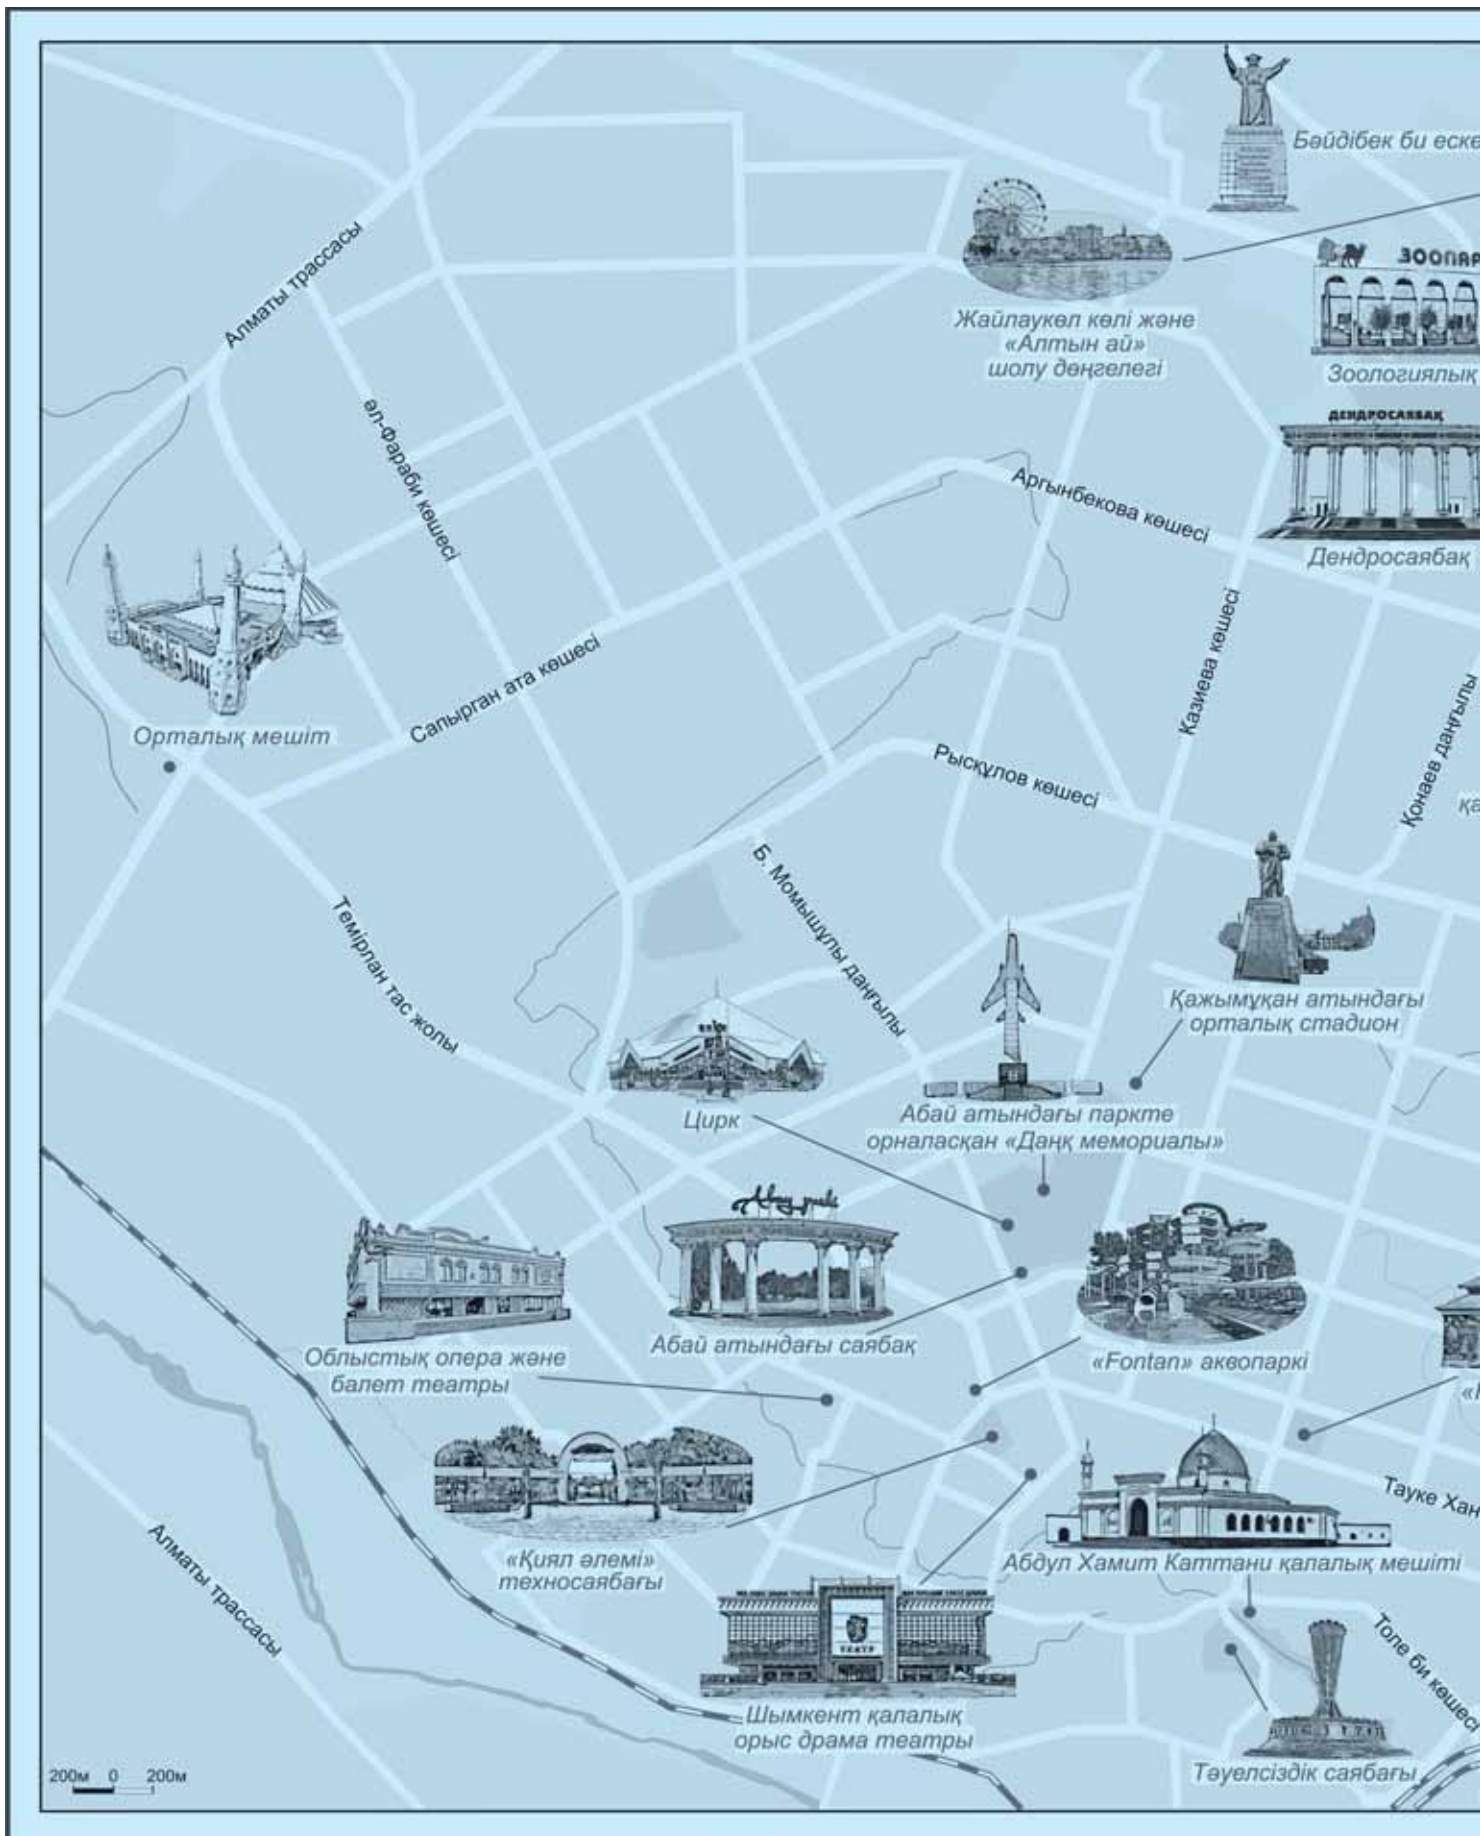 Бәйдібек би
ЗООПАР
Алматы трассасы
Жайлаукөл көлі және
«Алтын ай»
шолу дөңгелегі
Зоологиялық
ДЕНДРОСАЯБАҚ
әл-Фараби көшесі
Аргынбекова көшесі
Дендросаябақ
Казиева көшесі
Сапырган ата көшесі
Қонаев даңғылы
Орталық мешіт
Рысқұлов көшесі
Б. Момышұлы даңғылы
Темірлан тас жолы
Қажымұқан атындағы
орталық стадион
Цирк
Абай атындағы паркте
орналасқан «Даңқ мемориалы»
Абай атындағы саябақ
Облыстық опера және
балет театры
«Fontan» аквопаркі
Тауке Хан
«Қиял әлемі»
техносаябағы
Абдул Хамит Каттани қалалық мешіті
Алматы трассасы
ТЕАТР
Төле би көшесі
Шымкент қалалық
орыс драма театры
Тәуелсіздік саябағы
200м 0 200м